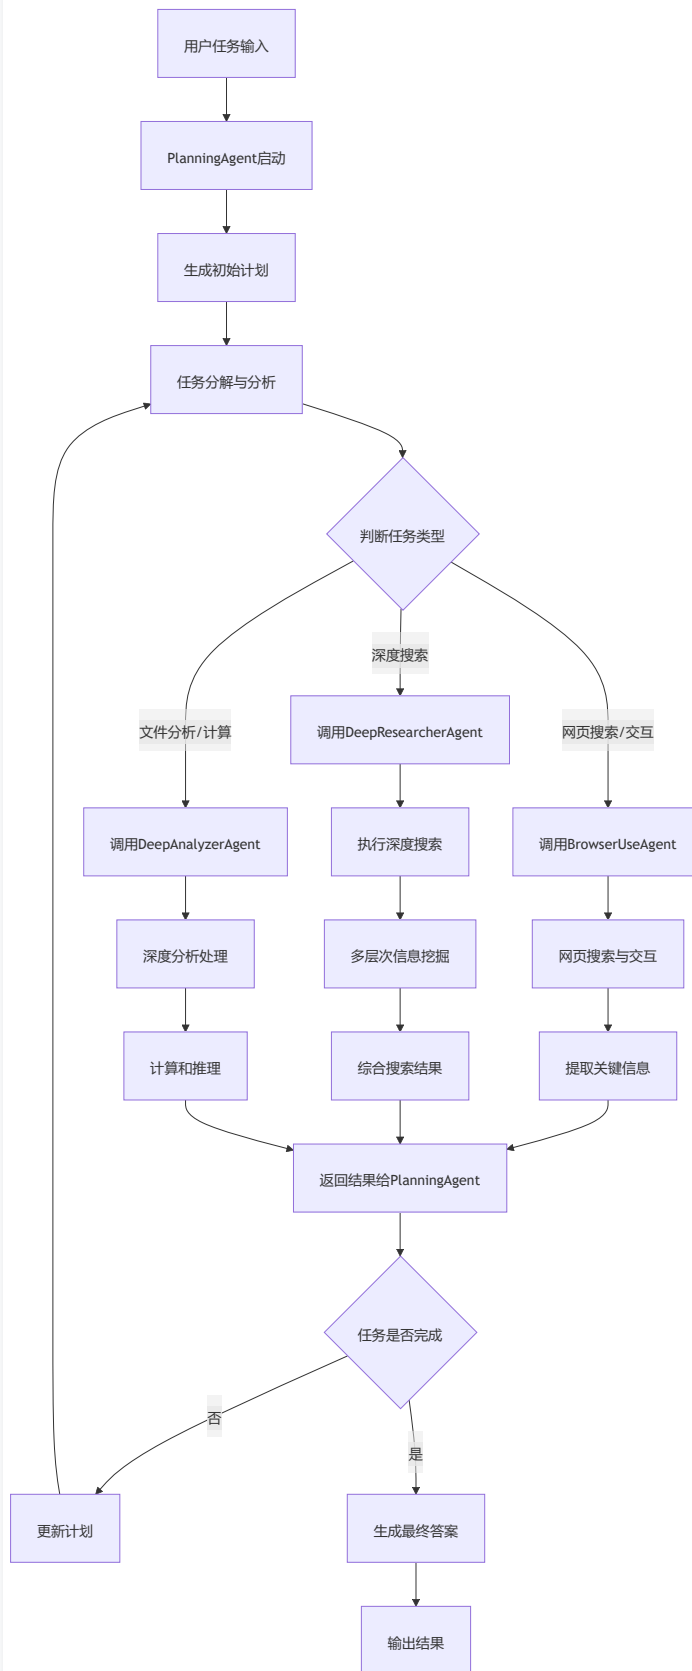 用户任务输入
PlanningAgent启动
生成初始计划
任务分解与分析
判断任务类型
深度搜索
文件分析/计算
调用DeepResearcherAgent
网页搜索/交互
调用DeepAnalyzerAgent
执行深度搜索
调用BrowserUseAgent
深度分析处理
多层次信息挖掘
网页搜索与交互
计算和推理
综合搜索结果
提取关键信息
返回结果给PlanningAgent
任务是否完成
否
是
更新计划
生成最终答案
输出结果